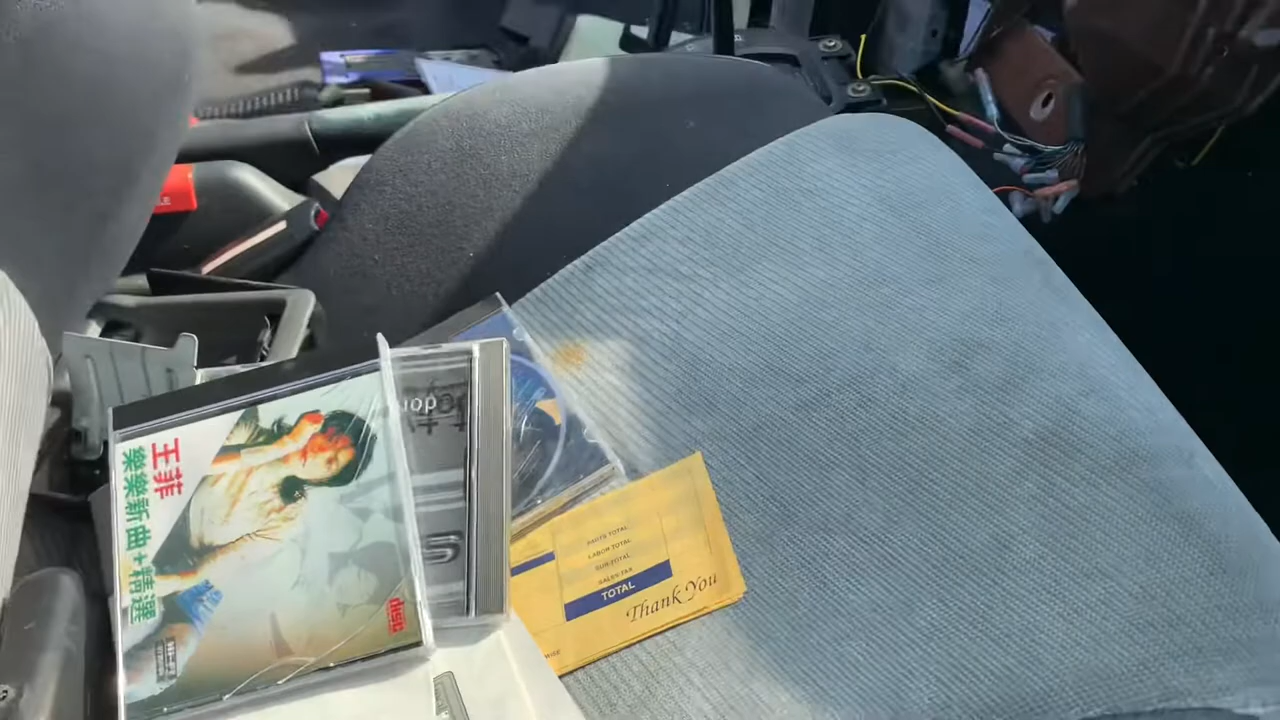 王菲
樂樂新曲+精選
disc
PARTS TOTAL
LABOR TOTAL
SUB-TOTAL
SALES TAX
TOTAL
Thank You